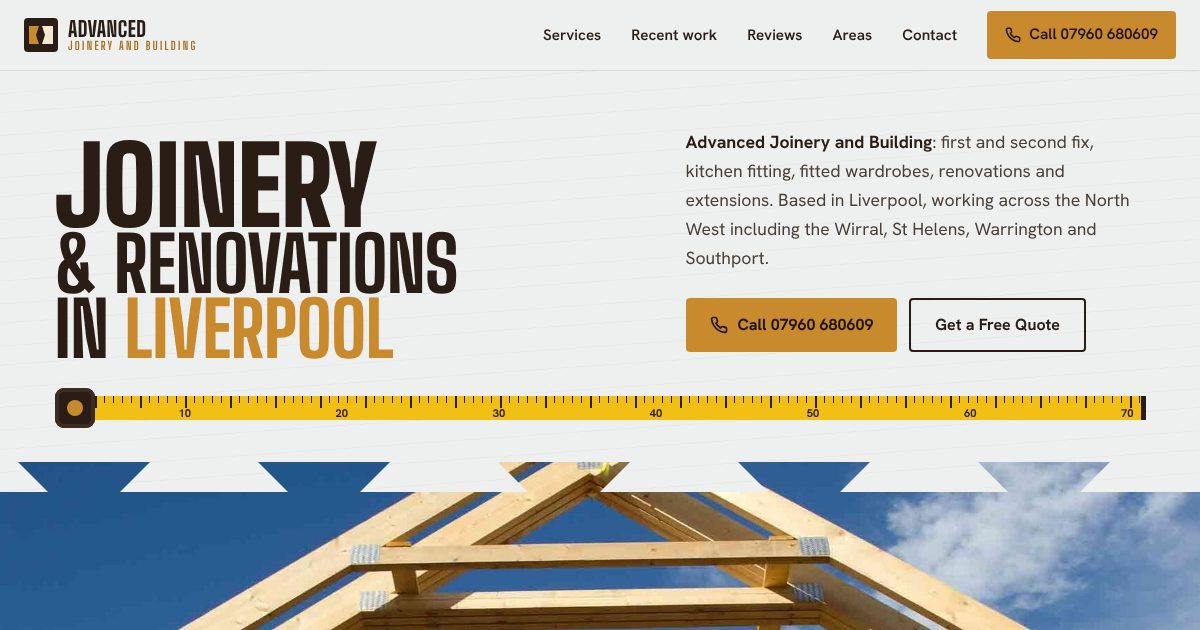 ADVANCED
JOINERY AND BUILDING
Services
Recent work
Reviews
Areas
Contact
Call 07960 680609
JOINERY
& RENOVATIONS
IN LIVERPOOL
Advanced Joinery and Building: first and second fix,
kitchen fitting, fitted wardrobes, renovations and
extensions. Based in Liverpool, working across the North
West including the Wirral, St Helens, Warrington and
Southport.
Call 07960 680609
Get a Free Quote
10 20 30 40 50 60 70